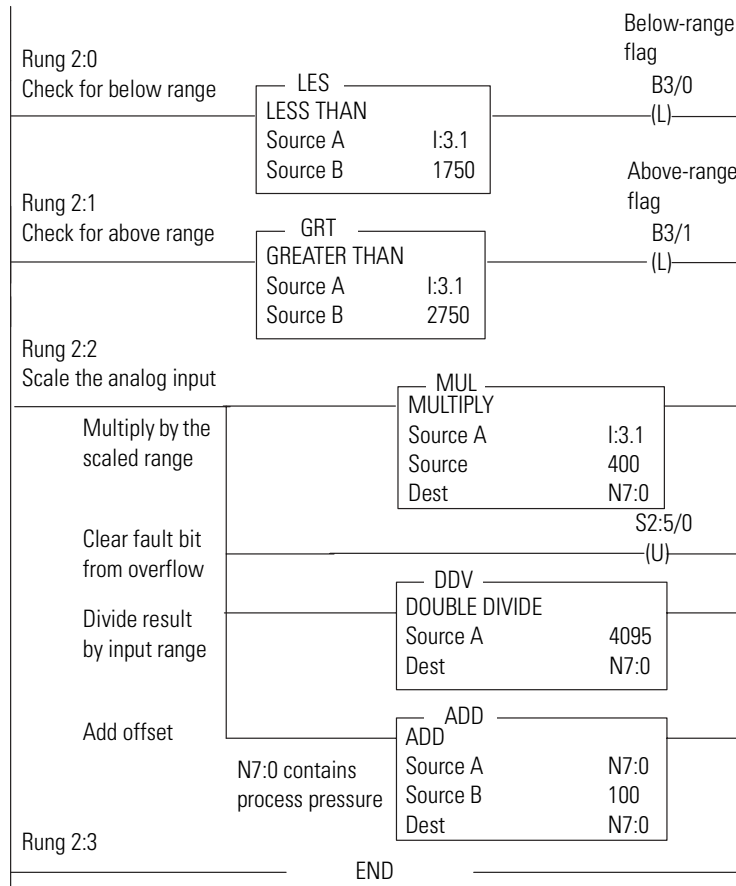 Below-range
flag
Rung 2:0
Check for below range
B3/0
(L)
LES
LESS THAN
Source A I:3.1
Source B 1750
Above-range
flag
Rung 2:1
Check for above range
B3/1
(L)
GRT
GREATER THAN
Source A I:3.1
Source B 2750
Rung 2:2
Scale the analog input
MUL
MULTIPLY
Source A I:3.1
Source 400
Dest N7:0
Multiply by the
scaled range
S2:5/0
(U)
Clear fault bit
from overflow
DDV
DOUBLE DIVIDE
Source A 4095
Dest N7:0
Divide result
by input range
Add offset
ADD
ADD
Source A N7:0
Source B 100
Dest N7:0
N7:0 contains
process pressure
Rung 2:3
END